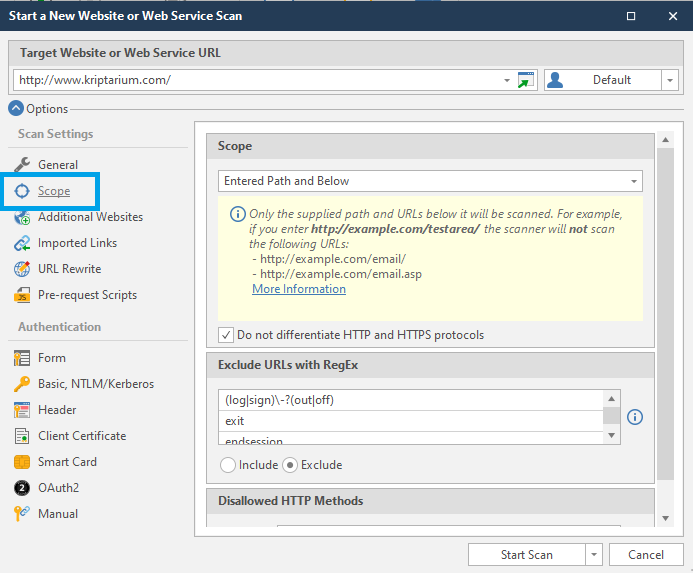 Start a New Website or Web Service Scan
Target Website or Web Service URL
http://www.kriptarium.com/
Default
Options
Scan Settings
General
Scope
Additional Websites
Imported Links
URL Rewrite
JS
Pre-request Scripts
Authentication
Form
Basic, NTLM/Kerberos
Header
Client Certificate
Smart Card
2
OAuth2
Manual
Scope
Entered Path and Below
Only the supplied path and URLs below it will be scanned. For example,
if you enter http://example.com/testarea/ the scanner will not scan
the following URLs:
- http://example.com/email/
- http://example.com/email.asp
More Information
Do not differentiate HTTP and HTTPS protocols
Exclude URLs with RegEx
(log|sign)\-?(out|off)
exit
endsession
Include
Exclude
Disallowed HTTP Methods
Start Scan
Cancel